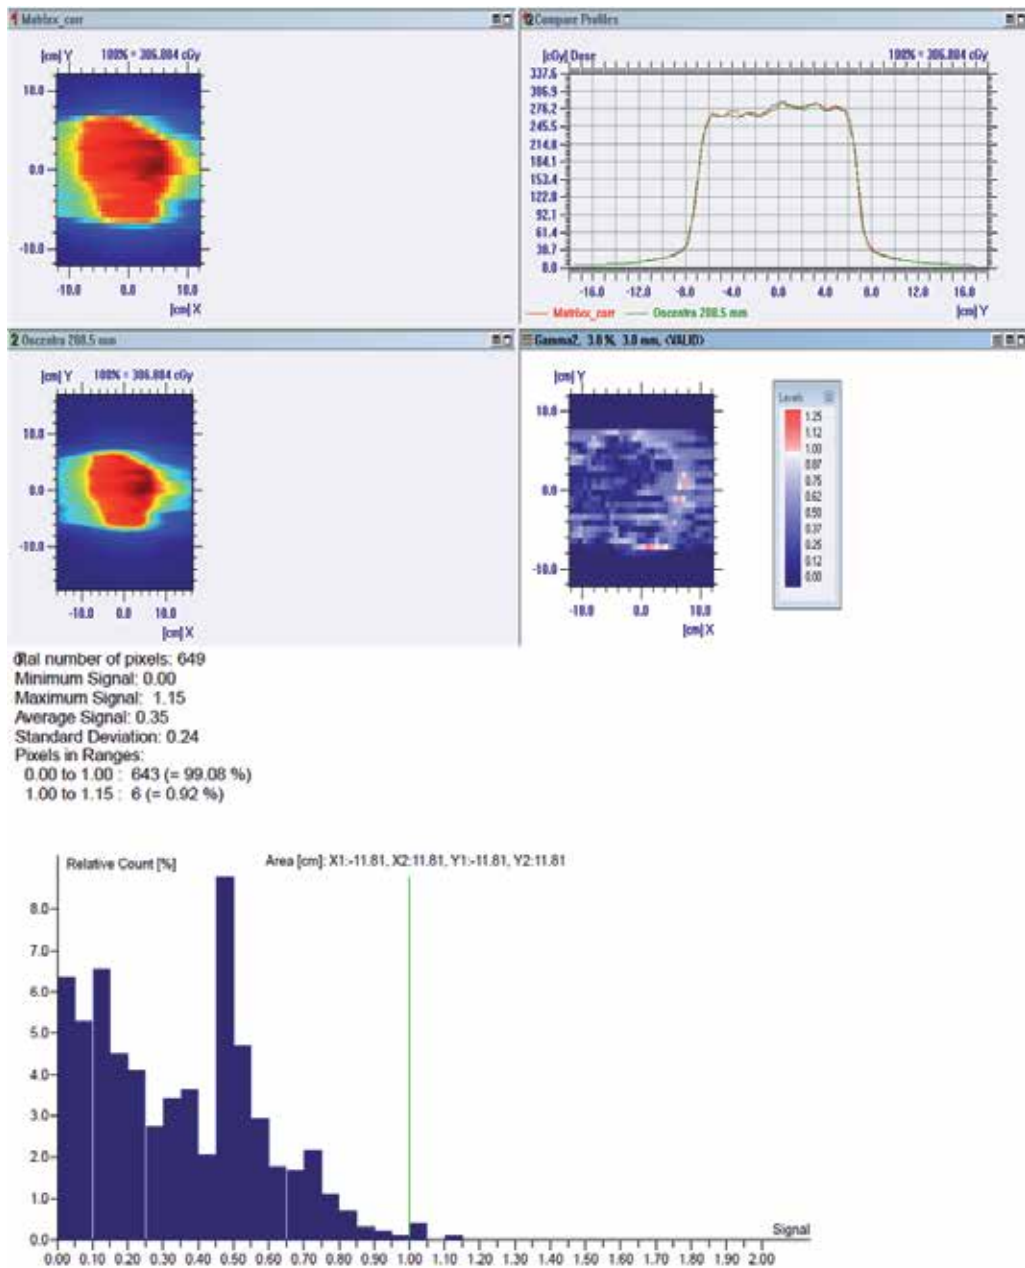 1 Matrixx_corr
[cm] Y 100% = 306.884 cGy
10.0
0.0
-10.0
-10.0 0.0 10.0
[cm] X
12 Compare Profiles
[cGy] Dose 100% = 306.884 cGy
337.6
306.9
276.2
245.5
214.8
184.1
153.4
122.8
92.1
61.4
30.7
0.0
-16.0 -12.0 -8.0 -4.0 0.0 4.0 8.0 12.0 16.0
[cm] Y
Matrixx_corr Oncentra 208.5 mm
2 Oncentra 208.5 mm
[cm] Y 100% = 306.884 cGy
10.0
0.0
-10.0
-10.0 0.0 10.0
[cm] X
Gamma2, 3.0 %, 3.0 mm, <VALID>
[cm] Y
10.0
0.0
-10.0
-10.0 0.0 10.0
[cm] X
Levels
1.25
1.12
1.00
0.87
0.75
0.62
0.50
0.37
0.25
0.12
0.00
otal number of pixels: 649
Minimum Signal: 0.00
Maximum Signal: 1.15
Average Signal: 0.35
Standard Deviation: 0.24
Pixels in Ranges:
0.00 to 1.00 : 643 (= 99.08 %)
1.00 to 1.15 : 6 (= 0.92 %)
Relative Count [%]
Area [cm]: X1:-11.81, X2:11.81, Y1:-11.81, Y2:11.81
8.0
7.0
6.0
5.0
4.0
3.0
2.0
1.0
0.0
Signal
0.00 0.10 0.20 0.30 0.40 0.50 0.60 0.70 0.80 0.90 1.00 1.10 1.20 1.30 1.40 1.50 1.60 1.70 1.80 1.90 2.00